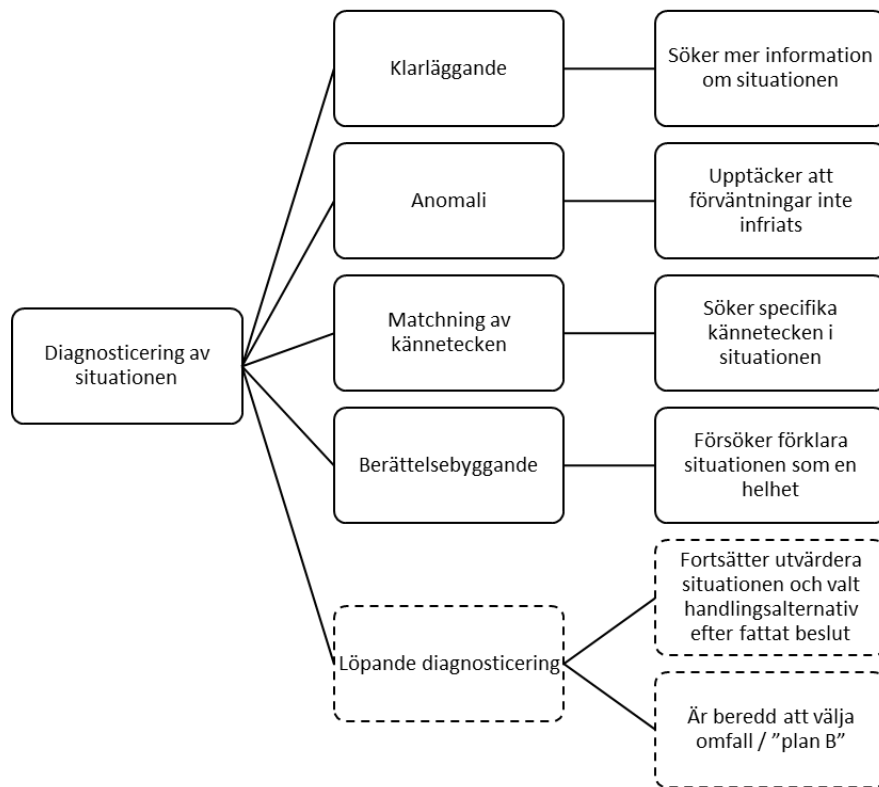 Klarläggande
Söker mer information
om situationen
Anomali
Upptäcker att
förväntningar inte
infriats
Diagnosticering av
situationen
Matchning av
kännetecken
Söker specifika
kännetecken i
situationen
Berättelsebyggande
Försöker förklara
situationen som en
helhet
Löpande diagnosticering
Fortsätter utvärdera
situationen och valt
handlingsalternativ
efter fattat beslut
Är beredd att välja
omfall / ”plan B”